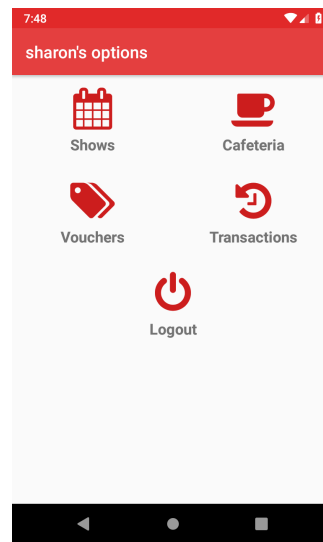 7:48
sharon's options
Shows
Cafeteria
Vouchers
Transactions
Logout